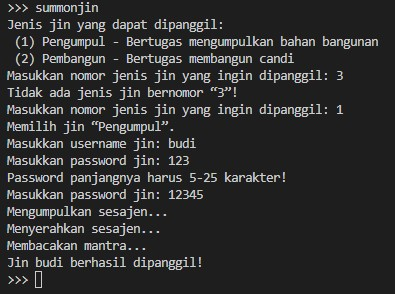 >>> summonjin
Jenis jin yang dapat dipanggil:
 (1) Pengumpul - Bertugas mengumpulkan bahan bangunan
 (2) Pembangun - Bertugas membangun candi
Masukkan nomor jenis jin yang ingin dipanggil: 3
Tidak ada jenis jin bernomor “3”!
Masukkan nomor jenis jin yang ingin dipanggil: 1
Memilih jin “Pengumpul”.
Masukkan username jin: budi
Masukkan password jin: 123
Password panjangnya harus 5-25 karakter!
Masukkan password jin: 12345
Mengumpulkan sesajen...
Menyerahkan sesajen...
Membacakan mantra...
Jin budi berhasil dipanggil!
>>>